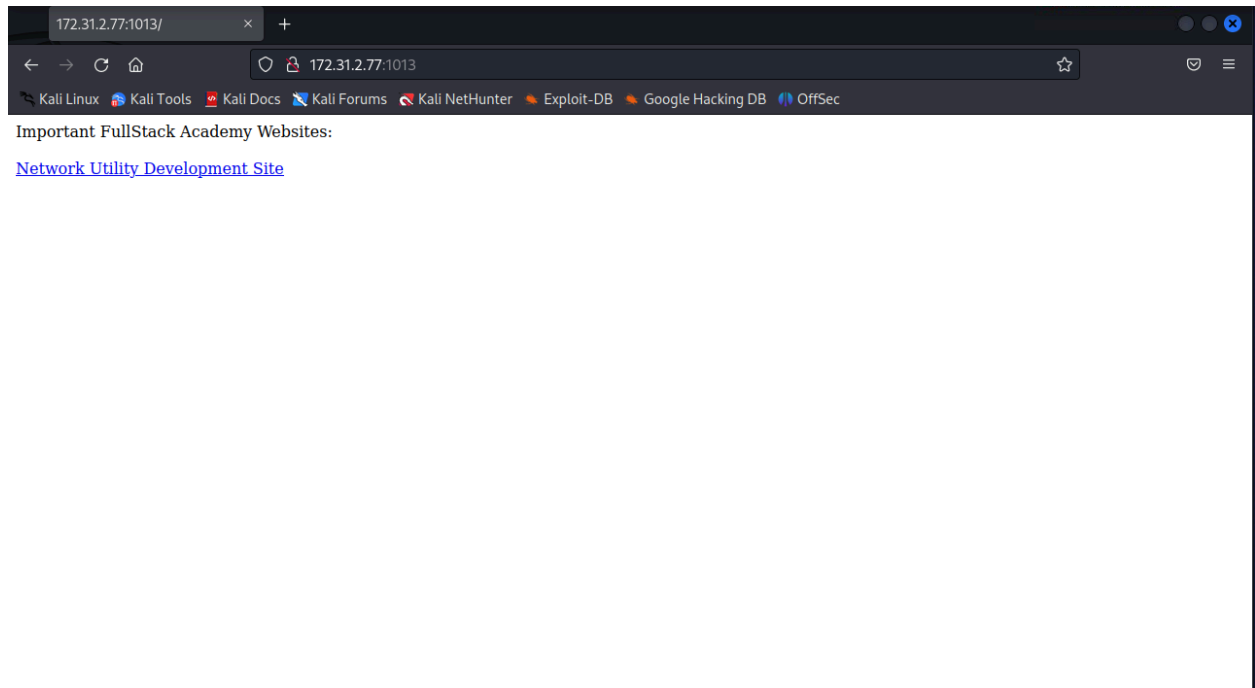 172.31.2.77:1013/
172.31.2.77:1013
Kali Linux Kali Tools Kali Docs Kali Forums Kali NetHunter Exploit-DB Google Hacking DB OffSec
Important FullStack Academy Websites:
Network Utility Development Site